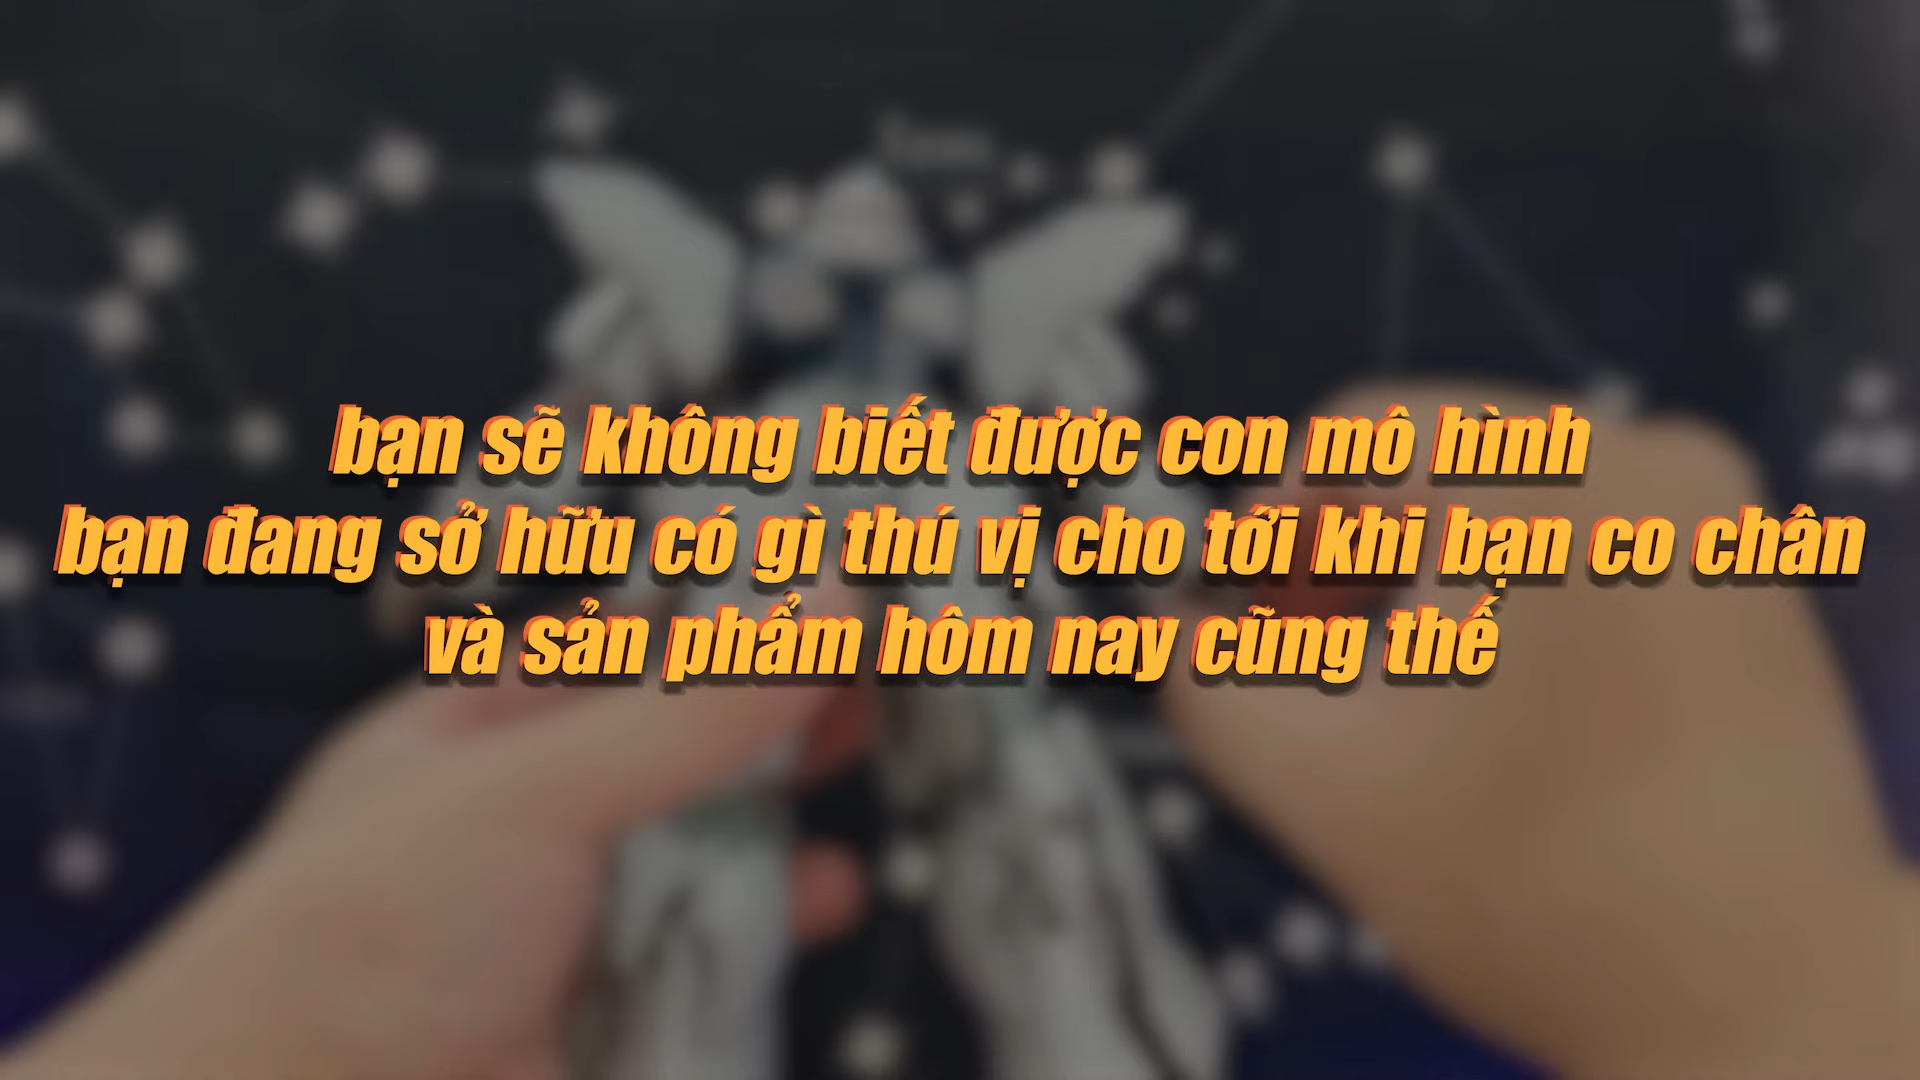 bạn sẽ không biết được con mô hình
bạn đang sở hữu có gì thú vị cho tới khi bạn co chân
và sản phẩm hôm nay cũng thế